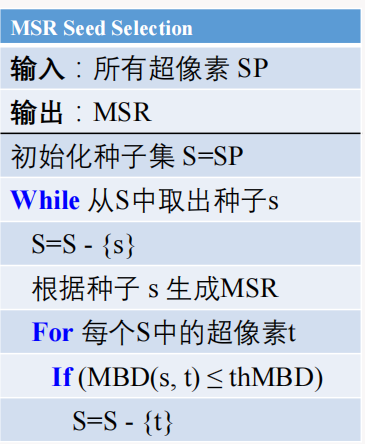 MSR Seed Selection
输入：所有超像素 SP
输出：MSR
初始化种子集 S=SP
While 从S中取出种子s
S=S - {s}
根据种子 s 生成MSR
For 每个S中的超像素t
If (MBD(s, t) ≤ thMBD)
S=S - {t}